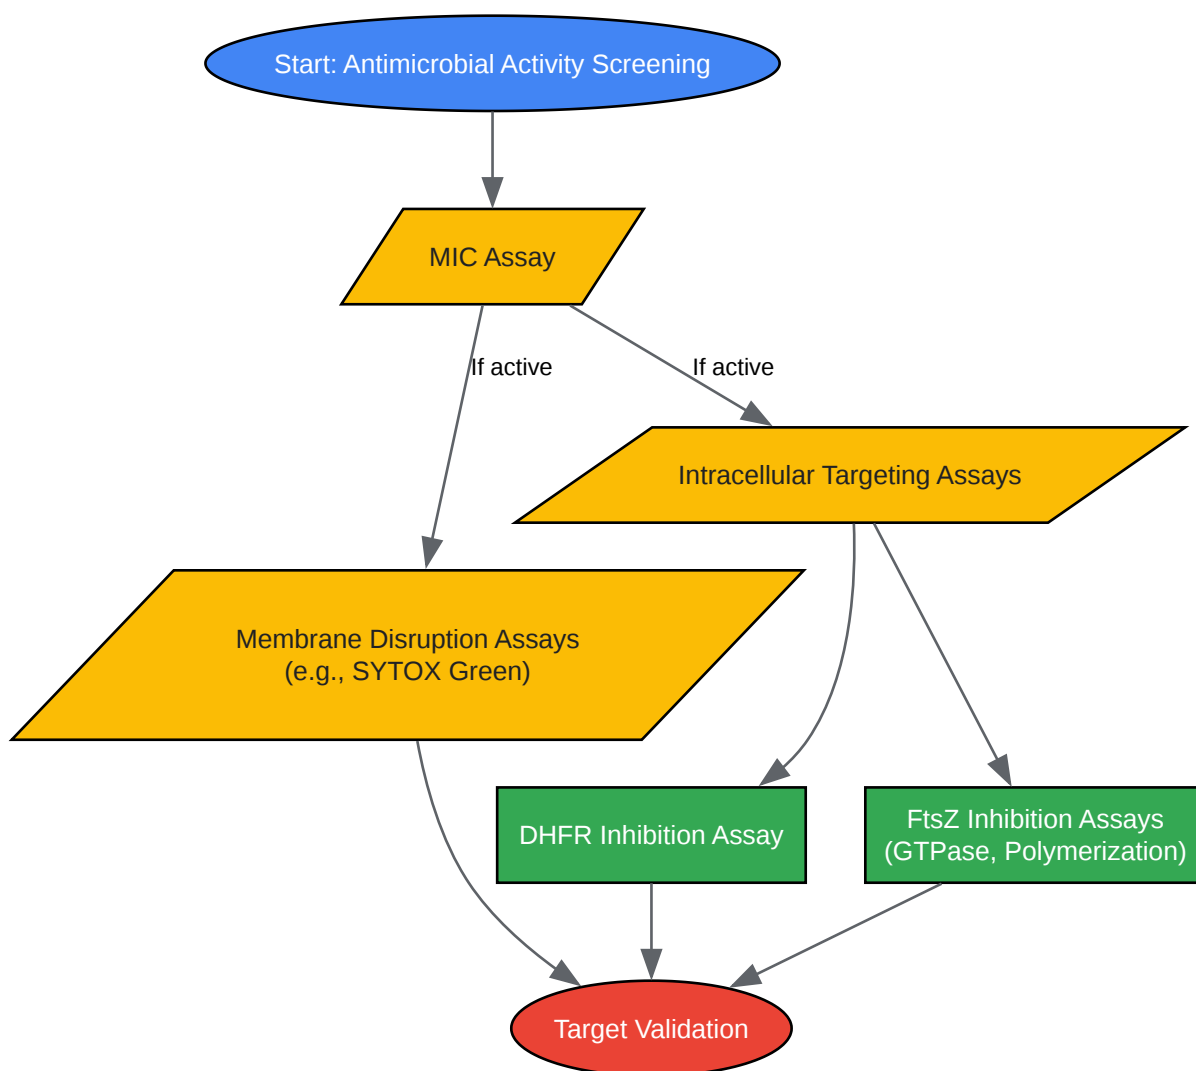 Start: Antimicrobial Activity Screening
MIC Assay
If active
If active
Intracellular Targeting Assays
Membrane Disruption Assays
(e.g., SYTOX Green)
DHFR Inhibition Assay
FtsZ Inhibition Assays
(GTPase, Polymerization)
Target Validation